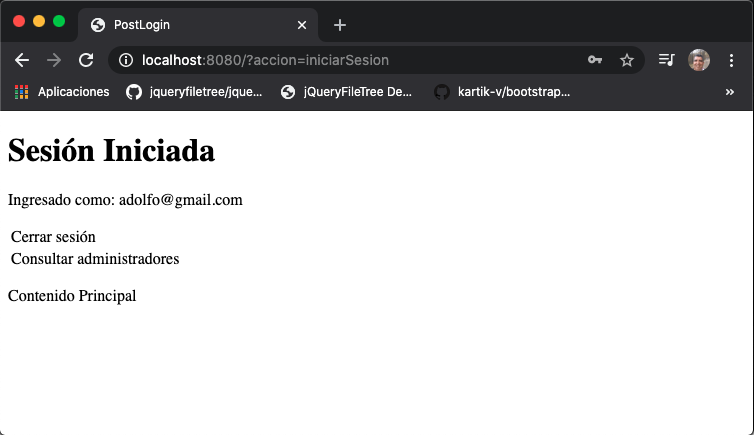 PostLogin
localhost:8080/?accion=iniciarSesion
Aplicaciones jqueryfiletree/jque... jQueryFileTree De... kartik-v/bootstrap... »
Sesión Iniciada
Ingresado como: adolfo@gmail.com
Cerrar sesión
Consultar administradores
Contenido Principal